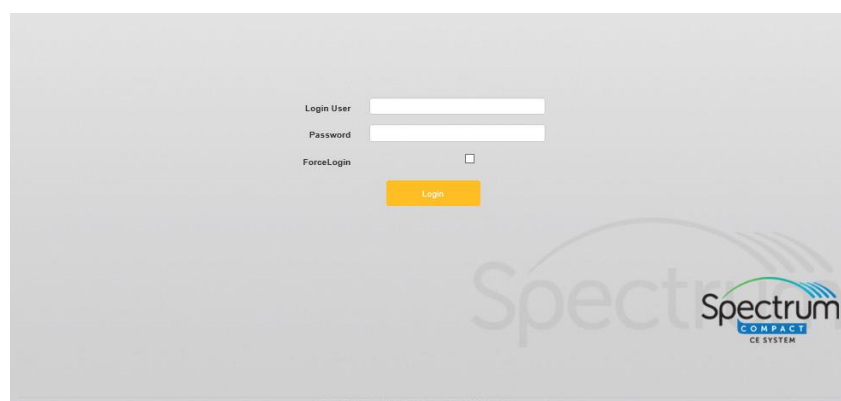 Login User
Password
ForceLogin
Login
Spectrum
Spectrum
COMPACT
CE SYSTEM